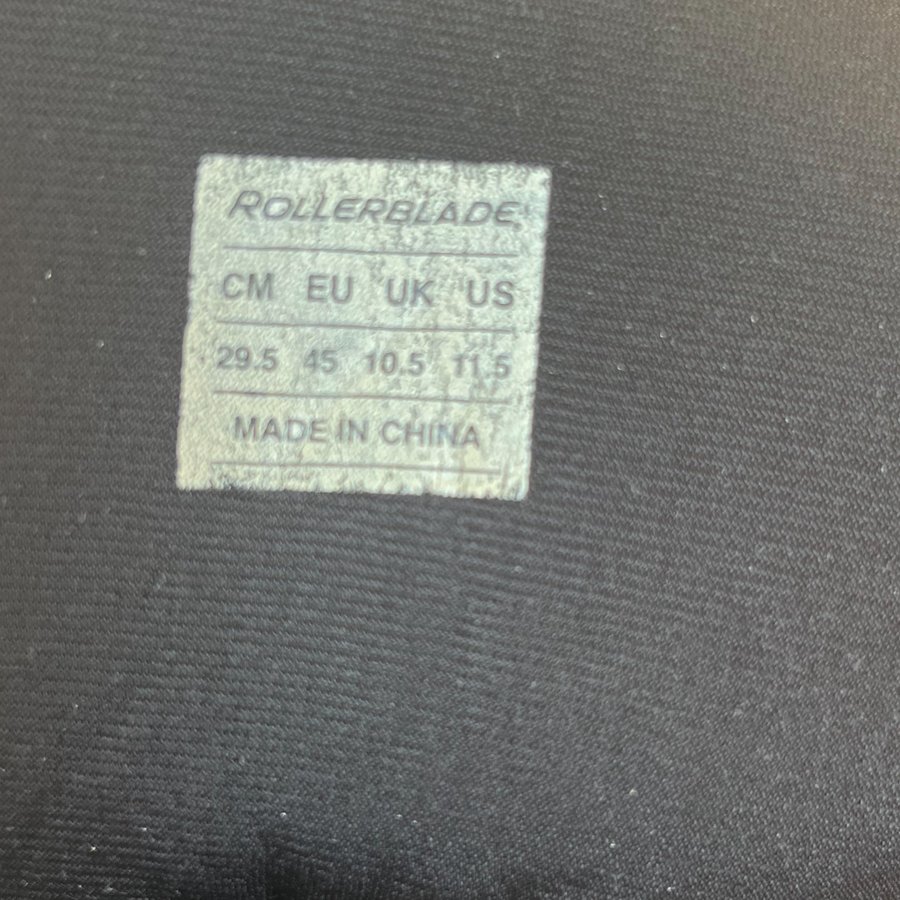 ROLLERBLADE
CM EU UK US
29.5 45 10.5 11.5
MADE IN CHINA